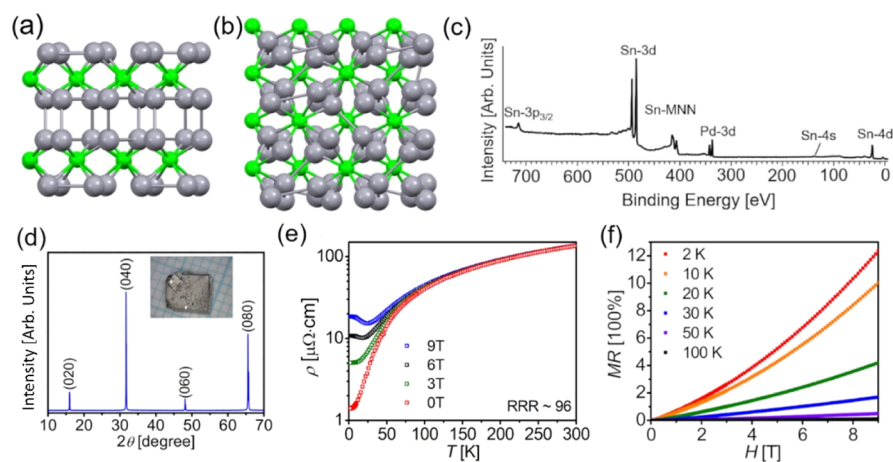 (a)
(b)
(c)
Intensity [Arb. Units]
Sn-3p3/2
Sn-3d
Sn-MNN
Pd-3d
Sn-4s
Sn-4d
700 600 500 400 300 200 100 0
Binding Energy [eV]
(d)
Intensity [Arb. Units]
(020)
(040)
(060)
(080)
10 20 30 40 50 60 70
2θ [degree]
(e)
ρ [μΩ·cm]
100
10
1
9T
6T
3T
0T
RRR ~ 96
0 50 100 150 200 250 300
T [K]
(f)
MR [100%]
12
10
8
6
4
2
0
2 K
10 K
20 K
30 K
50 K
100 K
0 2 4 6 8
H [T]